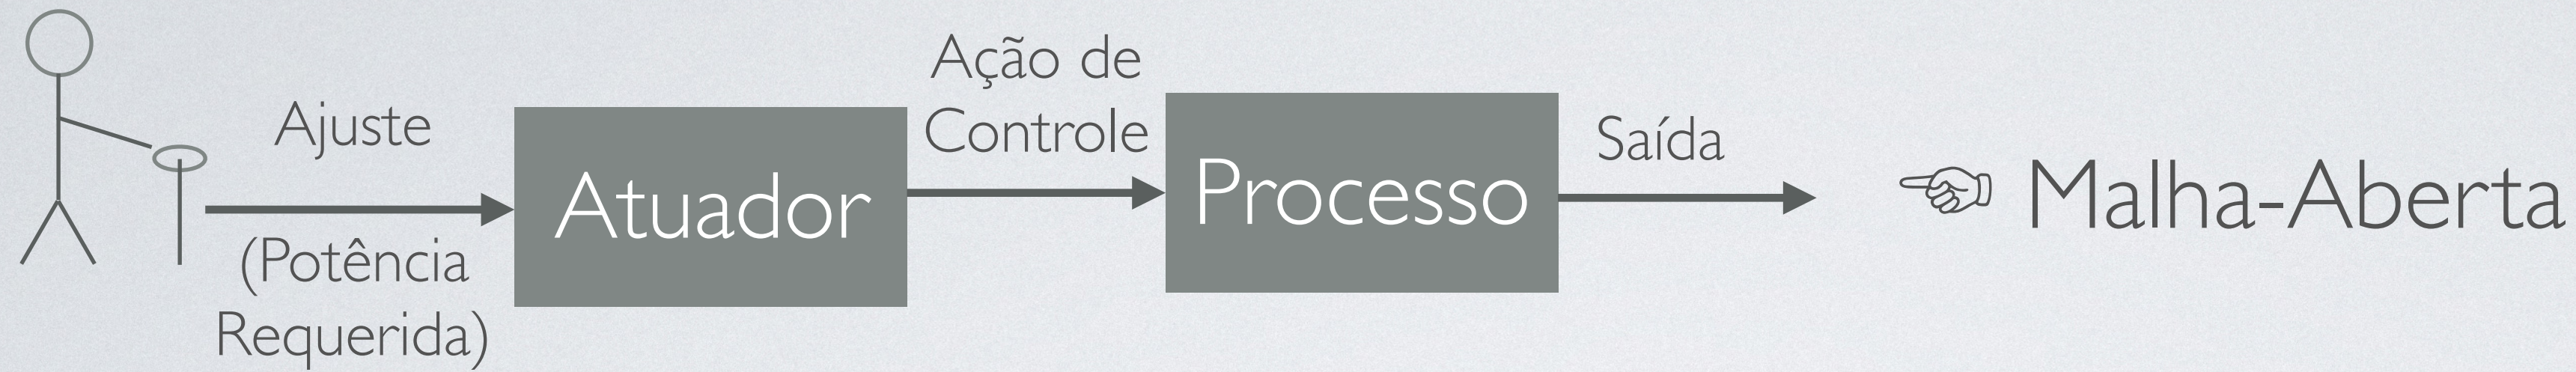 Ajuste
(Potência
Requerida)
Atuador
Ação de
Controle
Processo
Saída
☞ Malha-Aberta